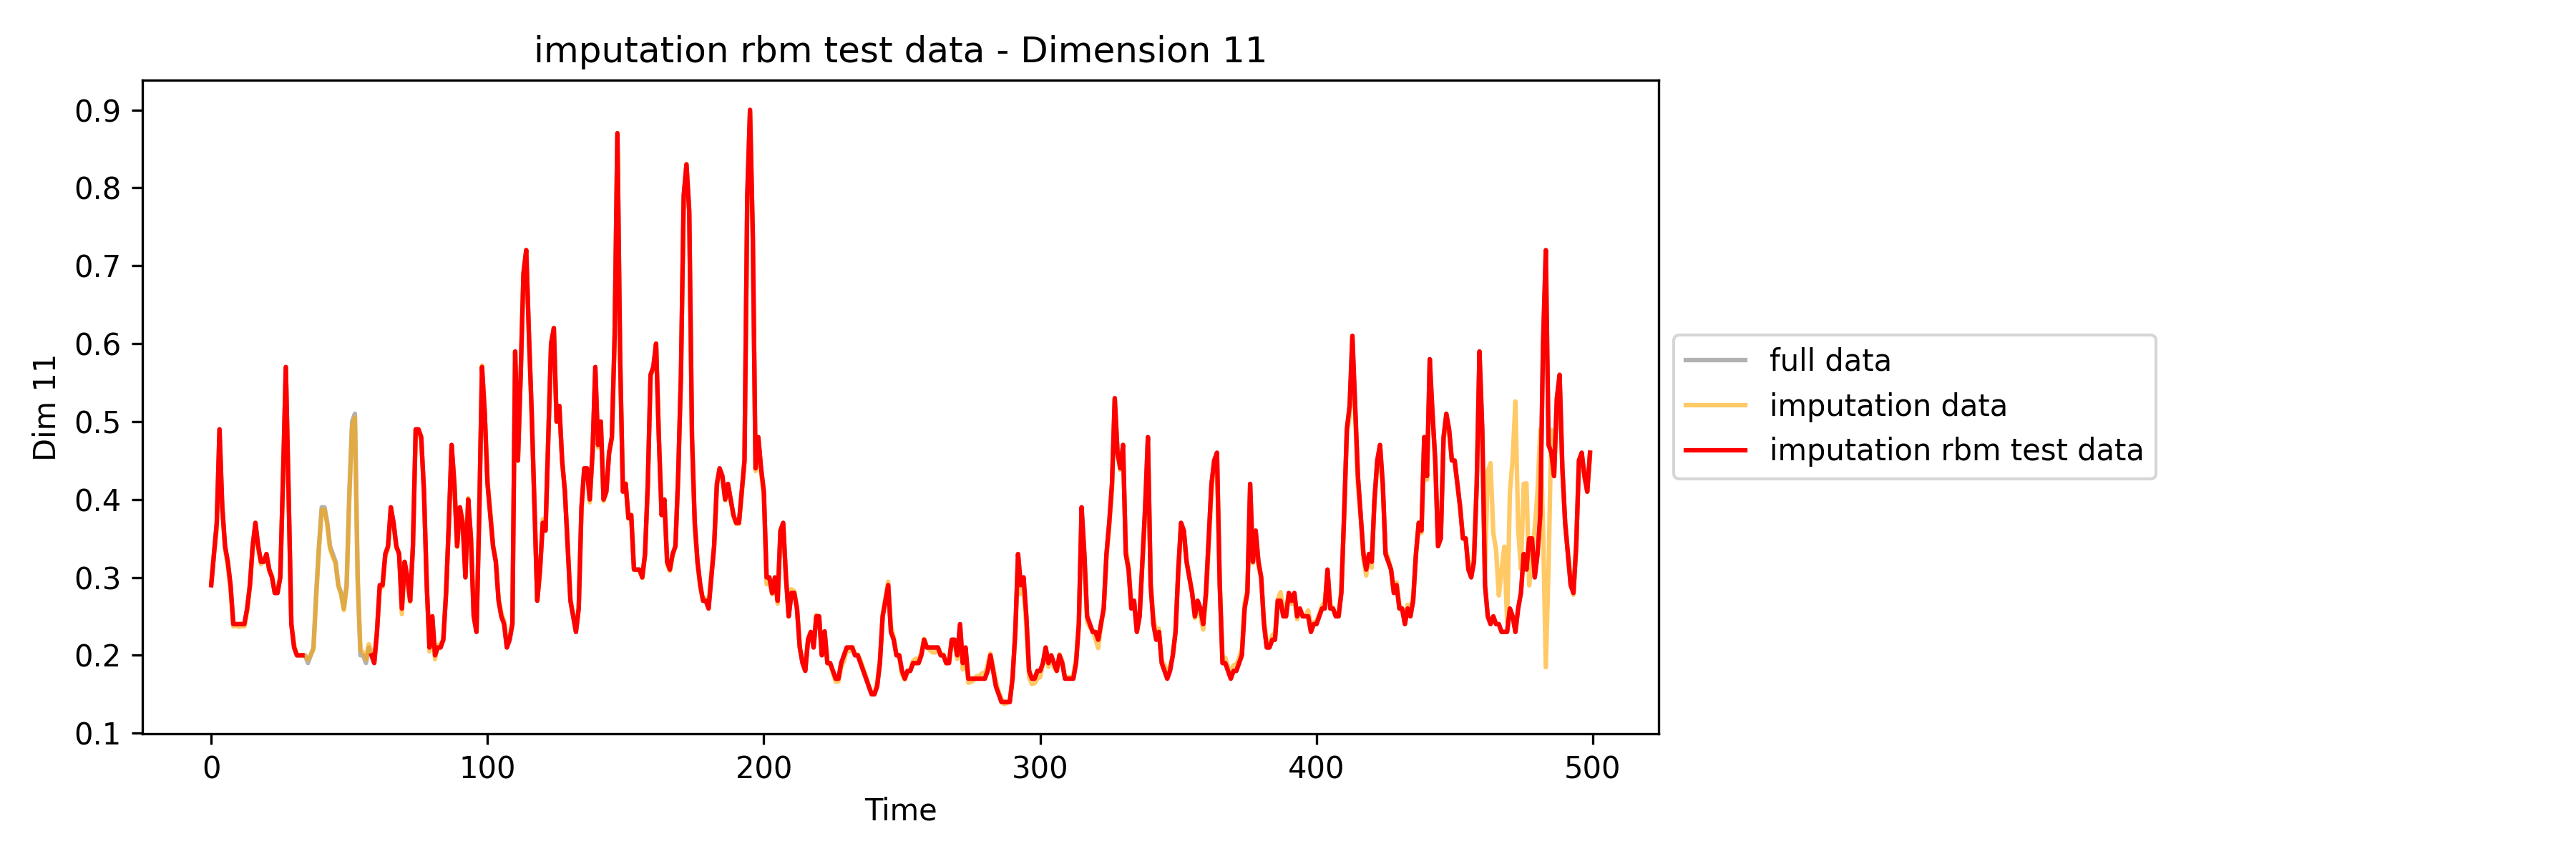 imputation rbm test data - Dimension 11
0.9
0.8
0.7
0.6
0.5
0.4
0.3
0.2
0.1
Dim 11
0 100 200 300 400 500
Time
full data
imputation data
imputation rbm test data